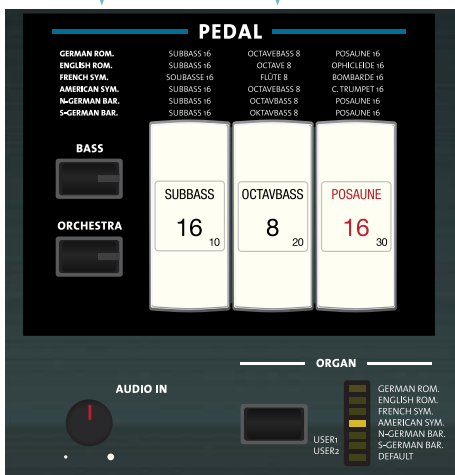 PEDAL
GERMAN ROM. SUBBASS 16 OCTAVEBASS 8 POSAUNE 16
ENGLISH ROM. SUBBASS 16 OCTAVE 8 OPHICLEIDE 16
FRENCH SYM. SOUBASSE 16 FLÛTE 8 BOMBARDE 16
AMERICAN SYM. SUBBASS 16 OCTAVEBASS 8 C.TRUMPET 16
N-GERMAN BAR. SUBBASS 16 OCTAVBASS 8 POSAUNE 16
S-GERMAN BAR. SUBBASS 16 OKTAVBASS 8 POSAUNE 16
BASS
ORCHESTRA
SUBBASS OCTAVBASS POSAUNE
16 8 16
10 20 30
ORGAN
AUDIO IN
GERMAN ROM.
ENGLISH ROM.
FRENCH SYM.
AMERICAN SYM.
USER1 N-GERMAN BAR.
USER2 S-GERMAN BAR.
DEFAULT